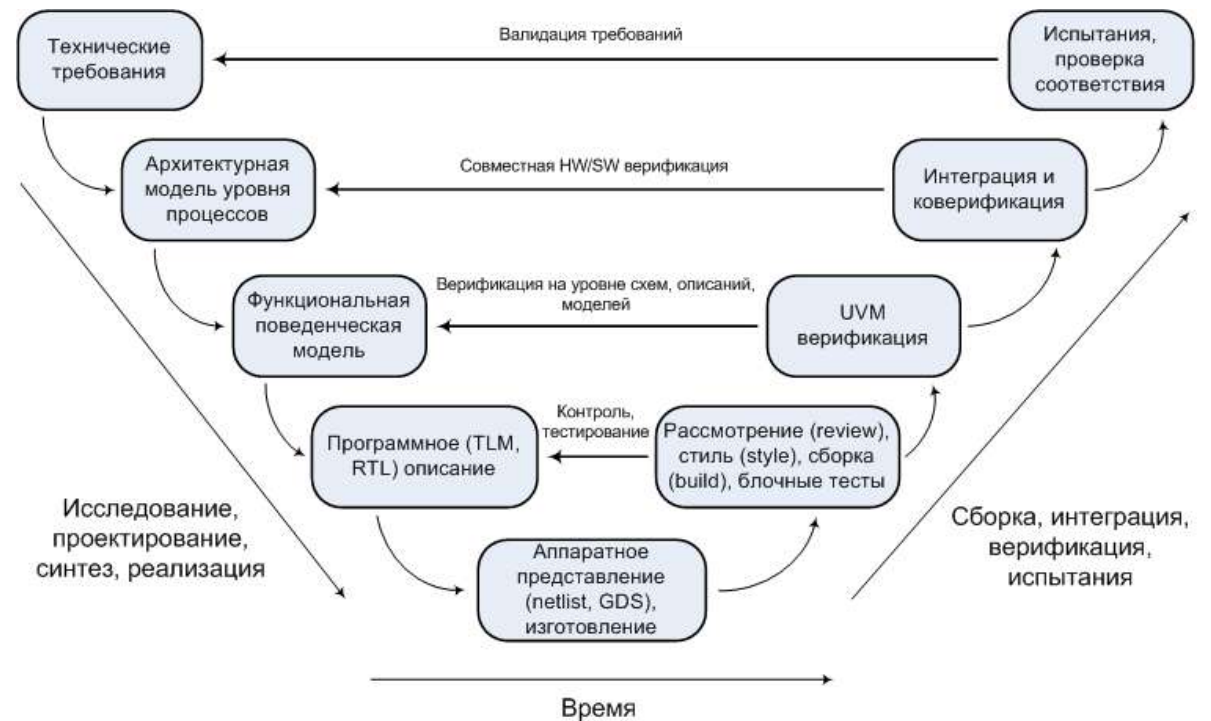 Технические
требования
Валидация требований
Испытания,
проверка
соответствия
Архитектурная
модель уровня
процессов
Совместная HW/SW верификация
Интеграция и
коверификация
Функциональная
поведенческая
модель
Верификация на уровне схем, описаний,
моделей
UVM
верификация
Программное (TLM,
RTL) описание
Контроль,
тестирование
Рассмотрение (review),
стиль (style), сборка
(build), блочные тесты
Исследование,
проектирование,
синтез, реализация
Аппаратное
представление
(netlist, GDS),
изготовление
Сборка, интеграция,
верификация,
испытания
Время